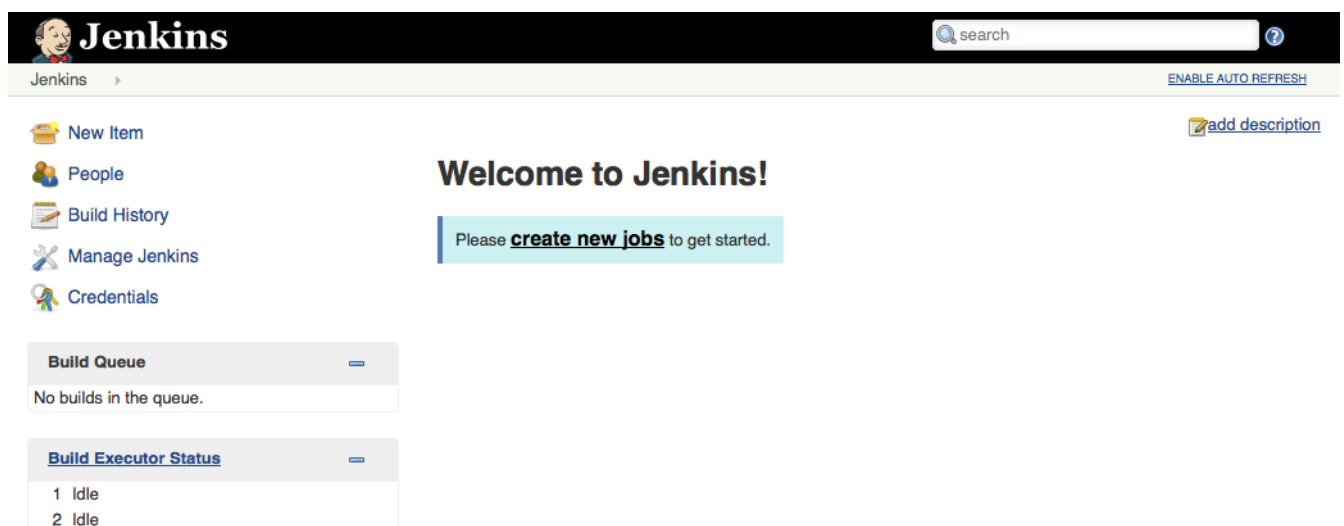 Jenkins
search
Jenkins
ENABLE AUTO REFRESH
New Item
People
Build History
Manage Jenkins
Credentials
add description
Welcome to Jenkins!
Please create new jobs to get started.
Build Queue
No builds in the queue.
Build Executor Status
1 Idle
2 Idle